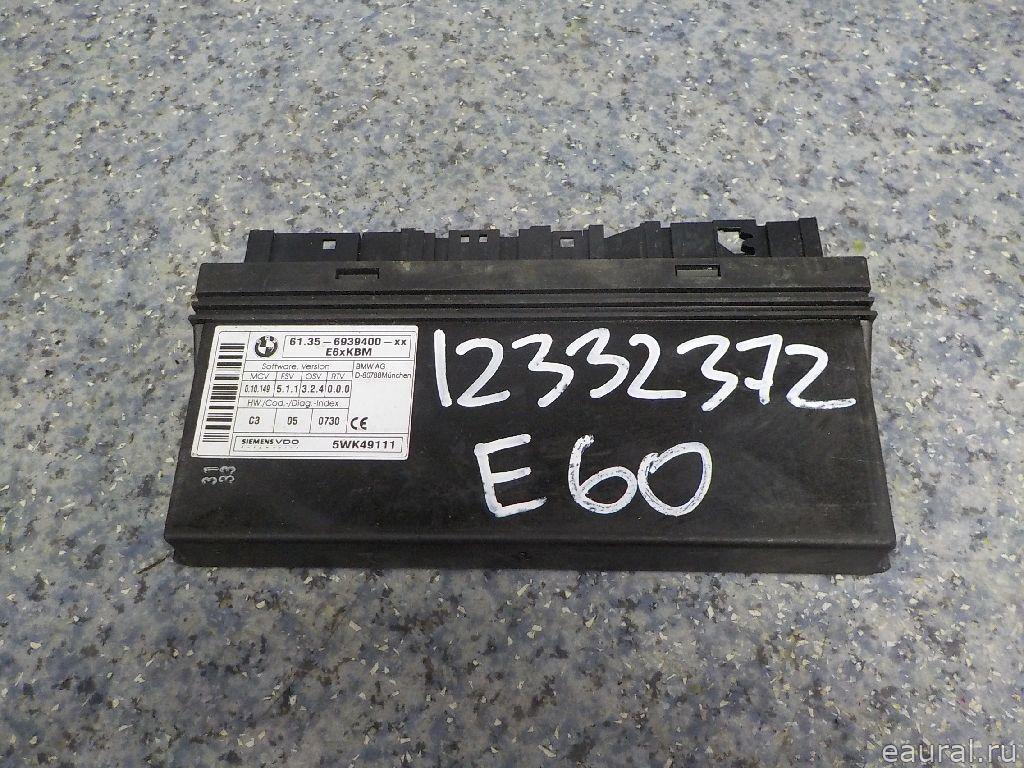 61.35-6939400-xx
E6xKBM
Software. Version
BMW AG
D-80788München
MCV FSV OSV RTV
0.10.149 5.1.1 3.2.4 0.0.0
HW./Cod.-/Diag.-Index
C3 05 0730 CE
SIEMENS VDO
5WK49111
31
33
12332372
E60
eaural.ru